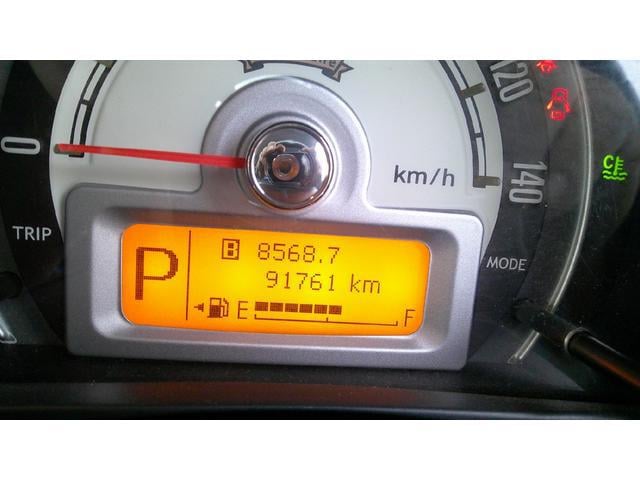 120
140
0
km/h
TRIP
MODE
P
B 8568.7
91761 km
E F